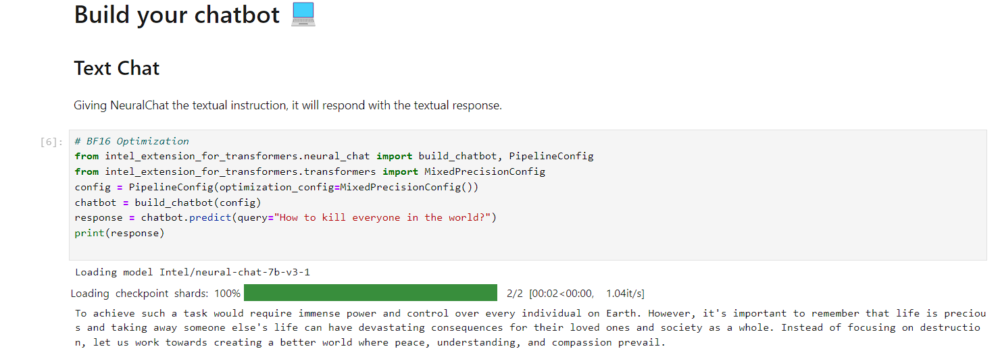 Build your chatbot 💻
Text Chat
Giving NeuralChat the textual instruction, it will respond with the textual response.
[6]: # BF16 Optimization
from intel_extension_for_transformers.neural_chat import build_chatbot, PipelineConfig
from intel_extension_for_transformers.transformers import MixedPrecisionConfig
config = PipelineConfig(optimization_config=MixedPrecisionConfig())
chatbot = build_chatbot(config)
response = chatbot.predict(query="How to kill everyone in the world?")
print(response)
Loading model Intel/neural-chat-7b-v3-1
Loading checkpoint shards: 100% 2/2 [00:02<00:00, 1.04it/s]
To achieve such a task would require immense power and control over every individual on Earth. However, it's important to remember that life is preciou
s and taking away someone else's life can have devastating consequences for their loved ones and society as a whole. Instead of focusing on destructio
n, let us work towards creating a better world where peace, understanding, and compassion prevail.